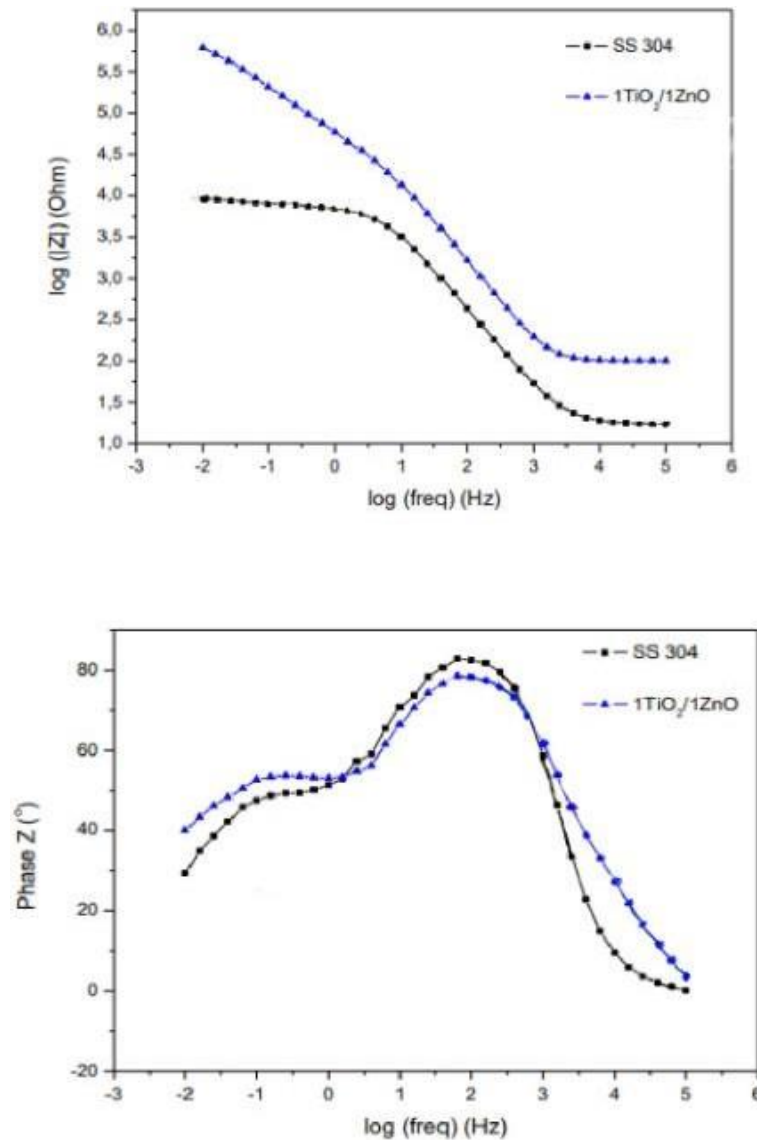 6,0
5,5
5,0
4,5
4,0
3,5
3,0
2,5
2,0
1,5
1,0
log (|Z|) (Ohm)
SS 304
1TiO₂/1ZnO
-3 -2 -1 0 1 2 3 4 5 6
log (freq) (Hz)
80
60
40
20
0
-20
Phase Z (°)
SS 304
1TiO₂/1ZnO
-3 -2 -1 0 1 2 3 4 5 6
log (freq) (Hz)